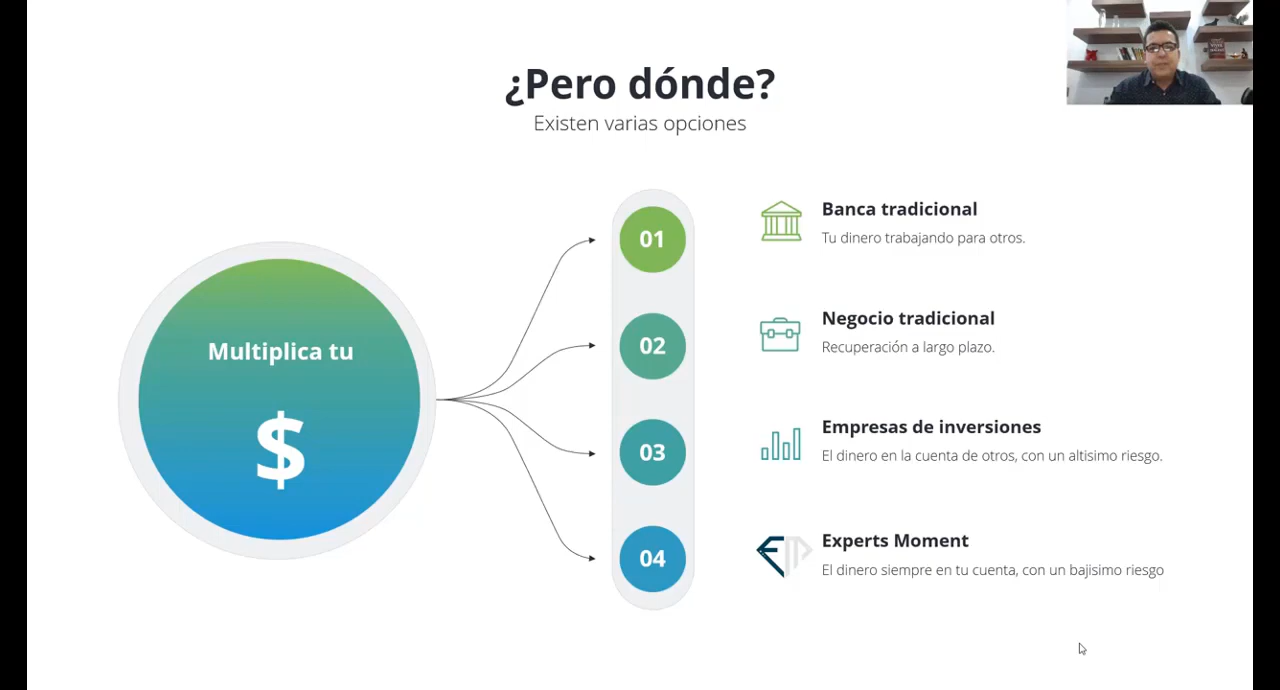 ¿Pero dónde?
Existen varias opciones
Multiplica tu
$
01
Banca tradicional
Tu dinero trabajando para otros.
02
Negocio tradicional
Recuperación a largo plazo.
03
Empresas de inversiones
El dinero en la cuenta de otros, con un altisimo riesgo.
04
Experts Moment
El dinero siempre en tu cuenta, con un bajisimo riesgo